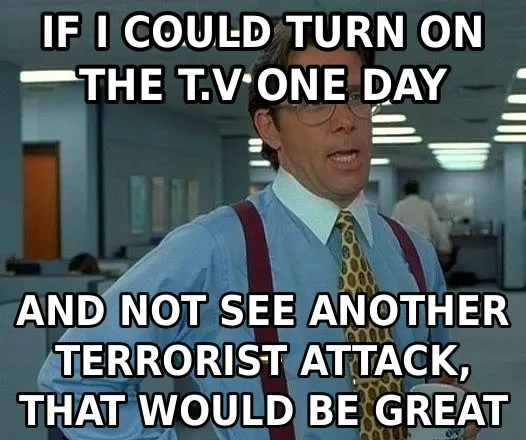 IF I COULD TURN ON
THE T.V ONE DAY
AND NOT SEE ANOTHER
TERRORIST ATTACK,
THAT WOULD BE GREAT